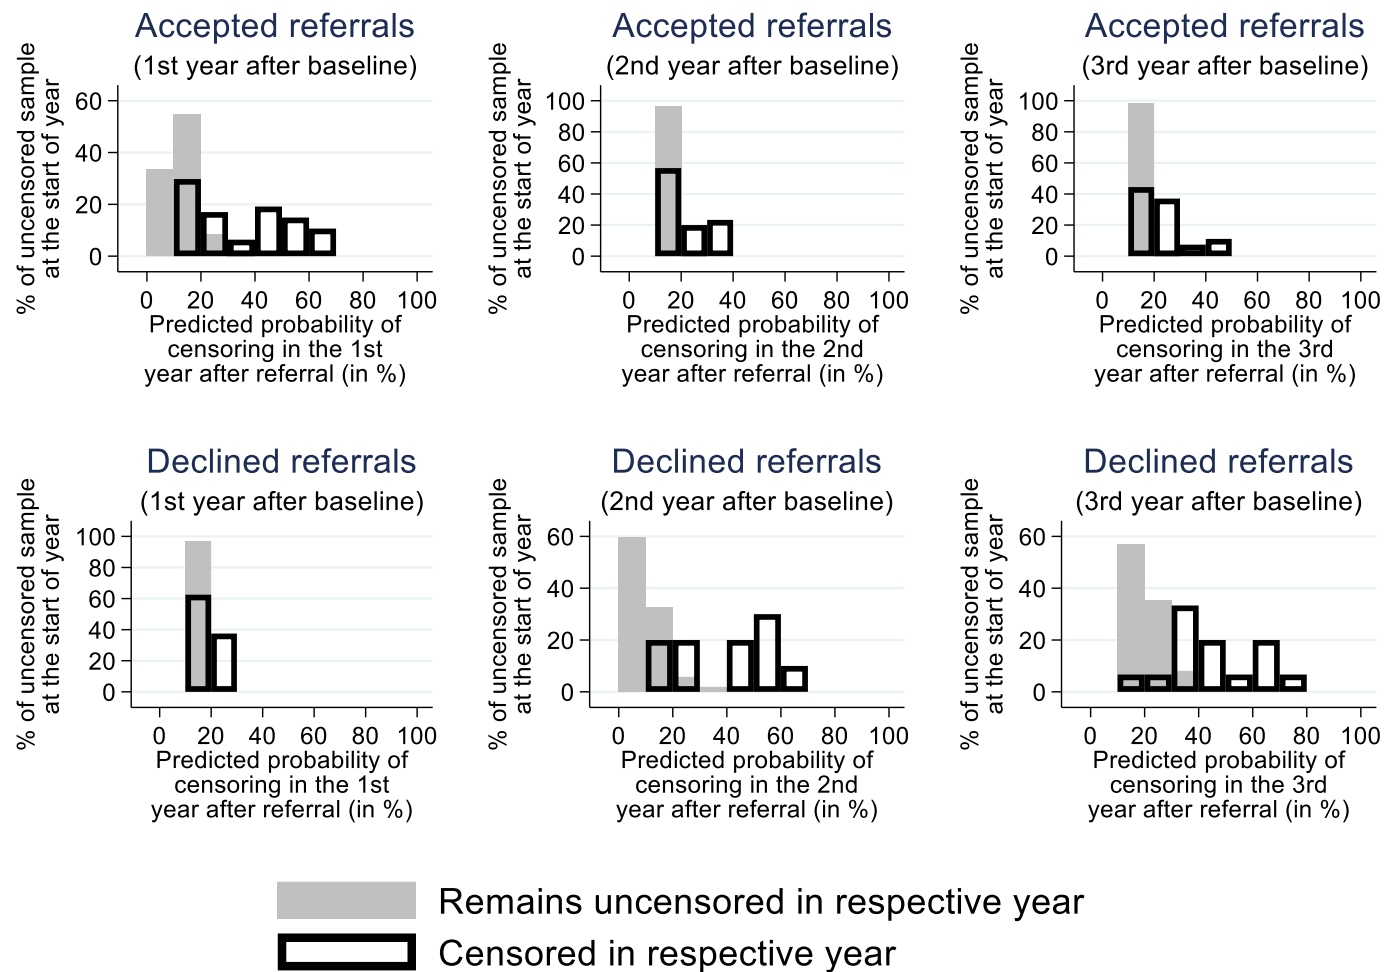 Accepted referrals
(1st year after baseline)
% of uncensored sample
at the start of year
60
40
20
0
0 20 40 60 80 100
Predicted probability of
censoring in the 1st
year after referral (in %)
Accepted referrals
(2nd year after baseline)
% of uncensored sample
at the start of year
100
80
60
40
20
0
0 20 40 60 80 100
Predicted probability of
censoring in the 2nd
year after referral (in %)
Accepted referrals
(3rd year after baseline)
% of uncensored sample
at the start of year
100
80
60
40
20
0
0 20 40 60 80 100
Predicted probability of
censoring in the 3rd
year after referral (in %)
Declined referrals
(1st year after baseline)
% of uncensored sample
at the start of year
100
80
60
40
20
0
0 20 40 60 80 100
Predicted probability of
censoring in the 1st
year after referral (in %)
Declined referrals
(2nd year after baseline)
% of uncensored sample
at the start of year
60
40
20
0
0 20 40 60 80 100
Predicted probability of
censoring in the 2nd
year after referral (in %)
Declined referrals
(3rd year after baseline)
% of uncensored sample
at the start of year
60
40
20
0
0 20 40 60 80 100
Predicted probability of
censoring in the 3rd
year after referral (in %)
Remains uncensored in respective year
Censored in respective year